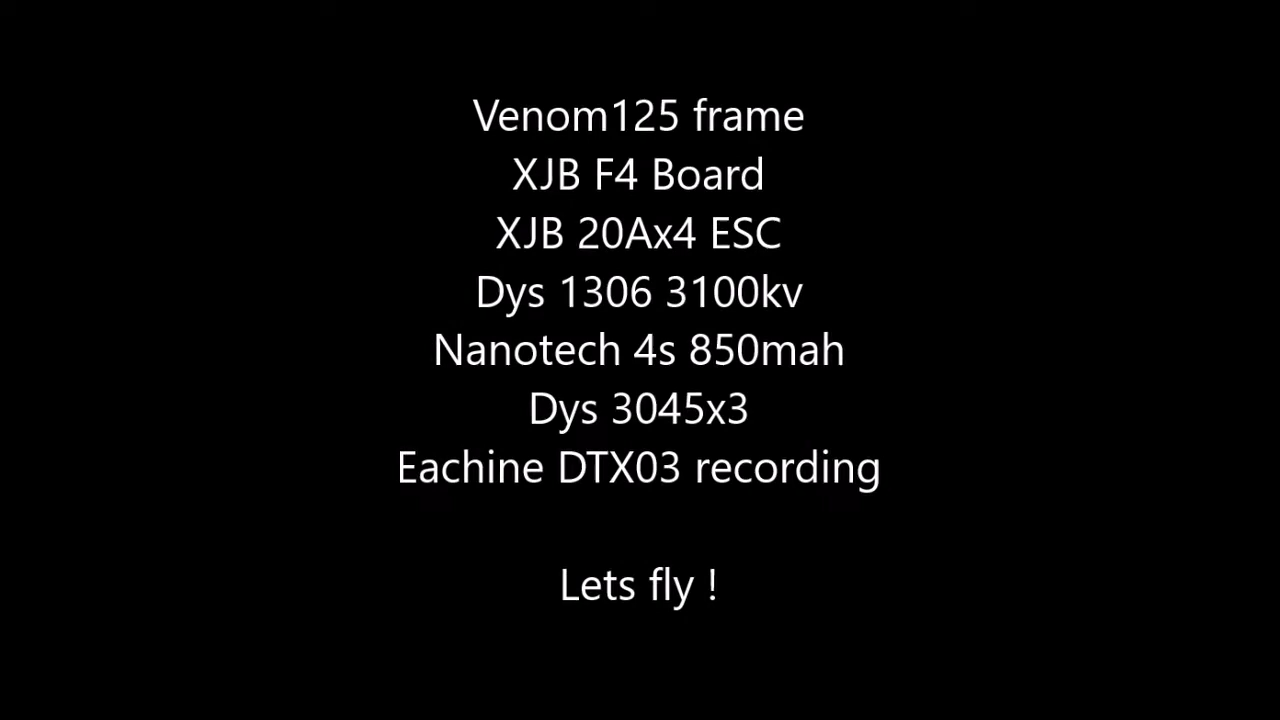 Venom125 frame
XJB F4 Board
XJB 20Ax4 ESC
Dys 1306 3100kv
Nanotech 4s 850mah
Dys 3045x3
Eachine DTX03 recording
Lets fly !